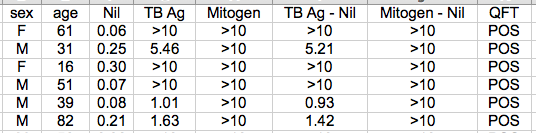 sex age Nil TB Ag Mitogen TB Ag - Nil Mitogen - Nil QFT
F 61 0.06 >10 >10 >10 >10 POS
M 31 0.25 5.46 >10 5.21 >10 POS
F 16 0.30 >10 >10 >10 >10 POS
M 51 0.07 >10 >10 >10 >10 POS
M 39 0.08 1.01 >10 0.93 >10 POS
M 82 0.21 1.63 >10 1.42 >10 POS